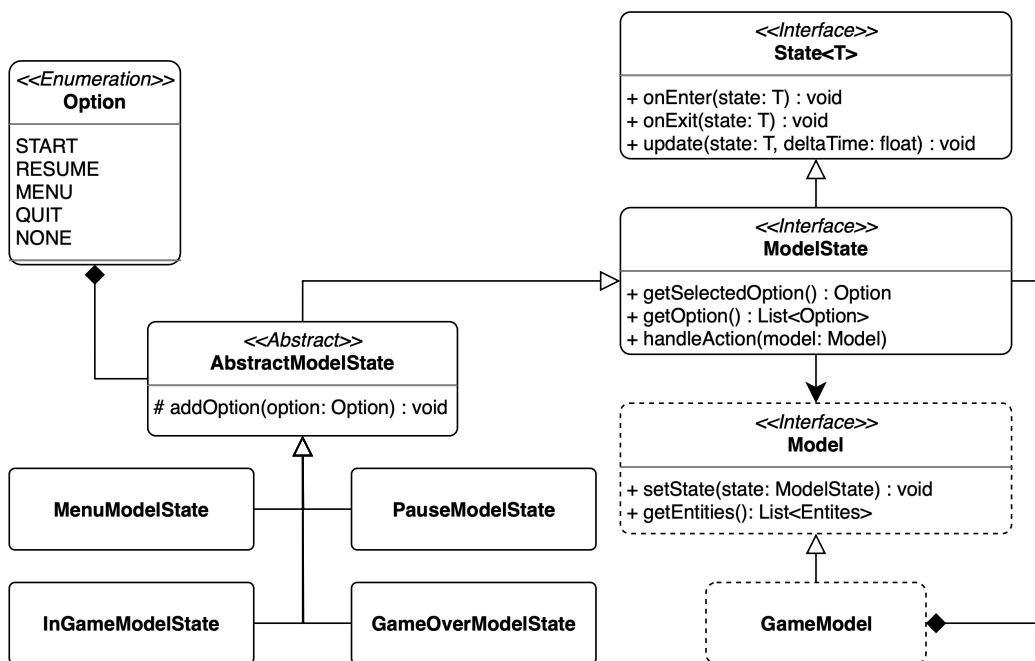 <<Enumeration>>
Option
START
RESUME
MENU
QUIT
NONE
<<Interface>>
State<T>
+ onEnter(state: T) : void
+ onExit(state: T) : void
+ update(state: T, deltaTime: float) : void
<<Interface>>
ModelState
+ getSelectedOption() : Option
+ getOption() : List<Option>
+ handleAction(model: Model)
<<Abstract>>
AbstractModelState
# addOption(option: Option) : void
<<Interface>>
Model
+ setState(state: ModelState) : void
+ getEntities(): List<Entites>
MenuModelState
PauseModelState
InGameModelState
GameOverModelState
GameModel